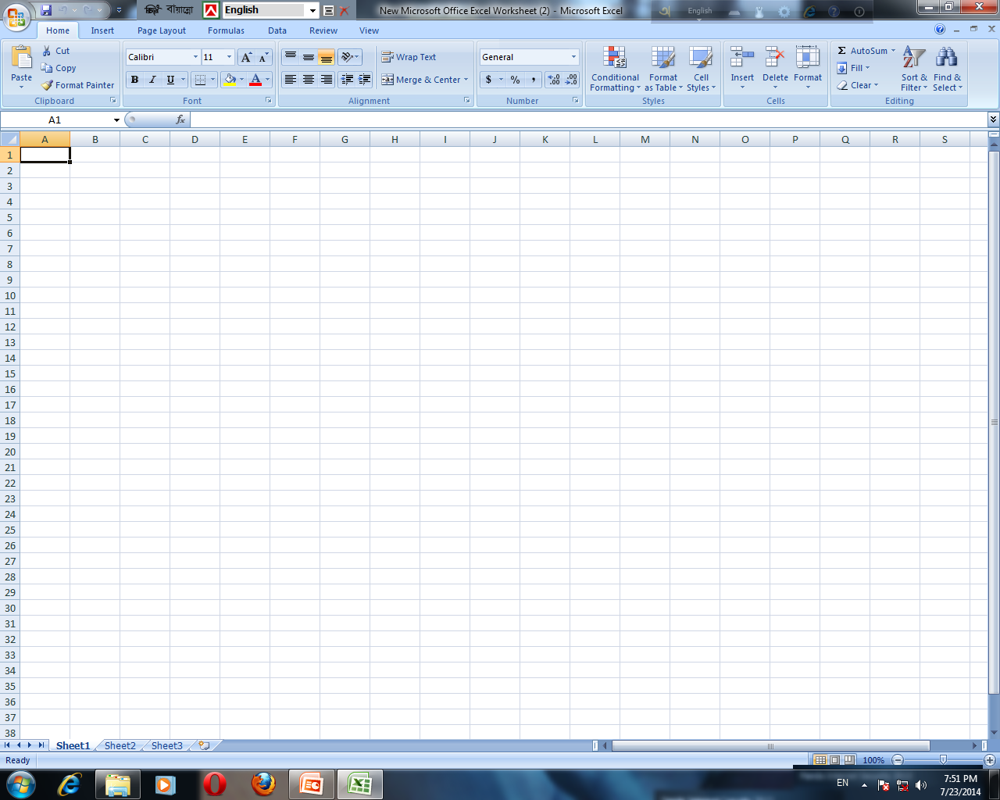 বায়ান্নো English New Microsoft Office Excel Worksheet (2) - Microsoft Excel English
Home Insert Page Layout Formulas Data Review View
Paste Cut Copy Format Painter
Clipboard
Calibri 11
B I U A
Font
Wrap Text
Merge & Center
Alignment
General
$ % , .00 .0
Number
Conditional Formatting Format as Table Cell Styles
Styles
Insert Delete Format
Cells
Σ AutoSum Fill Clear Sort & Filter Find & Select
Editing
A1 fx
A B C D E F G H I J K L M N O P Q R S
1
2
3
4
5
6
7
8
9
10
11
12
13
14
15
16
17
18
19
20
21
22
23
24
25
26
27
28
29
30
31
32
33
34
35
36
37
38
Sheet1 Sheet2 Sheet3
Ready 100%
EN 7:51 PM
7/23/2014